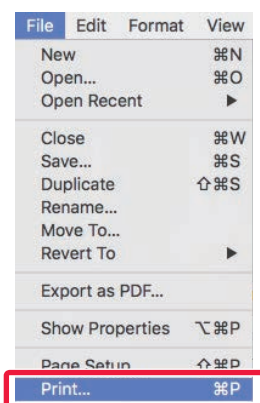 File Edit Format View
New ⌘N
Open... ⌘O
Open Recent ▶
Close ⌘W
Save... ⌘S
Duplicate ⇧⌘S
Rename...
Move To...
Revert To ▶
Export as PDF...
Show Properties ⌥⌘P
Page Setup ⇧⌘P
Print... ⌘P